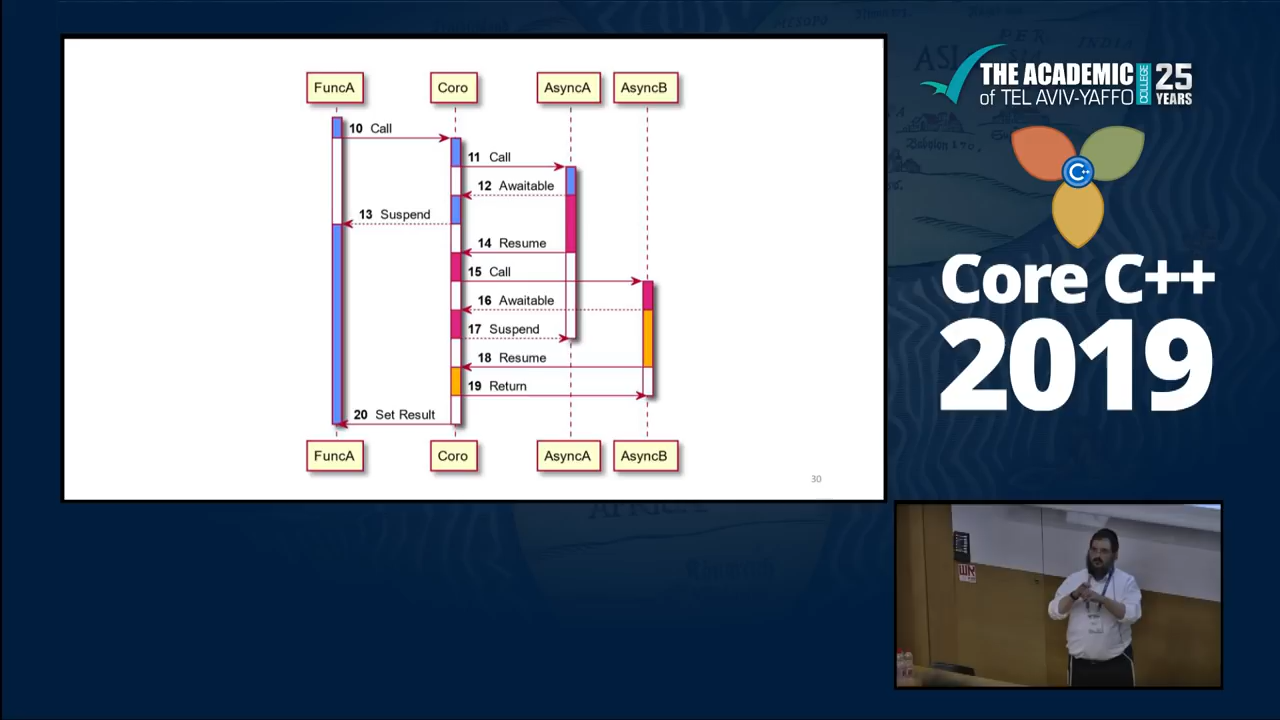 FuncA
Coro
AsyncA
AsyncB
10 Call
11 Call
12 Awaitable
13 Suspend
14 Resume
15 Call
16 Awaitable
17 Suspend
18 Resume
19 Return
20 Set Result
FuncA
Coro
AsyncA
AsyncB
30
THE ACADEMIC
of TEL AVIV-YAFFO
COLLEGE
25
YEARS
C++
Core C++
2019